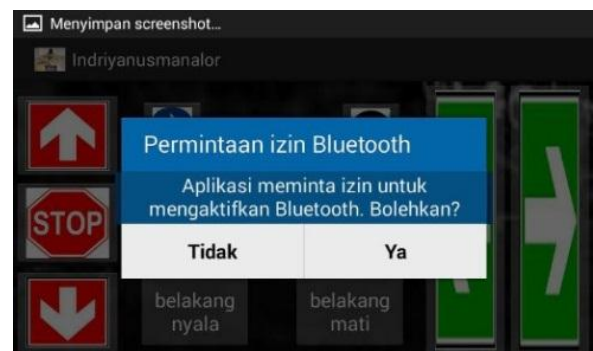 Menyimpan screenshot...
Indriyanusmanalor
Permintaan izin Bluetooth
Aplikasi meminta izin untuk
mengaktifkan Bluetooth. Bolehkan?
STOP
Tidak
Ya
belakang
nyala
belakang
mati